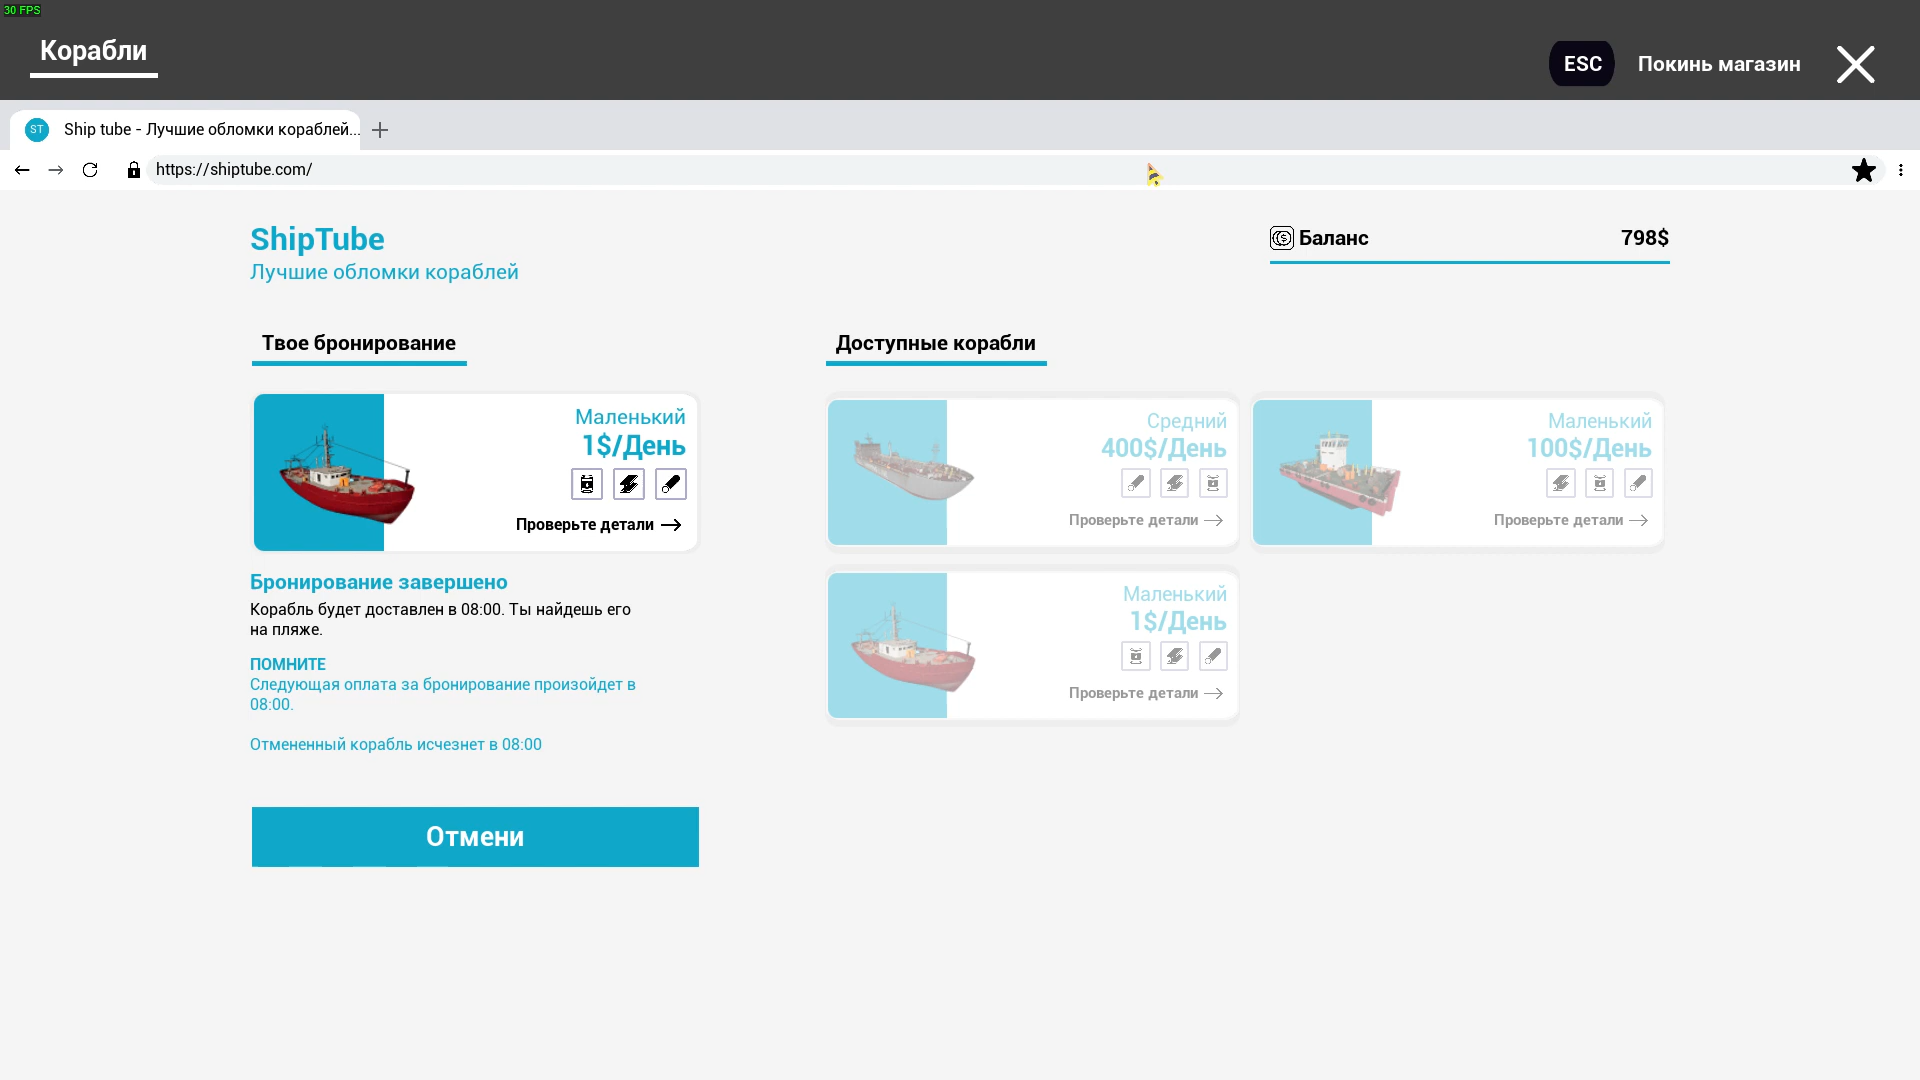 30 FPS
Корабли
ESC Покинь магазин
ST Ship tube - Лучшие обломки кораблей...
https://shiptube.com/
ShipTube
Лучшие обломки кораблей
Баланс 798$
Твое бронирование
Маленький
1$/День
Проверьте детали
Бронирование завершено
Корабль будет доставлен в 08:00. Ты найдешь его
на пляже.
ПОМНИТЕ
Следующая оплата за бронирование произойдет в
08:00.
Отмененный корабль исчезнет в 08:00
Отмени
Доступные корабли
Средний
400$/День
Проверьте детали
Маленький
100$/День
Проверьте детали
Маленький
1$/День
Проверьте детали